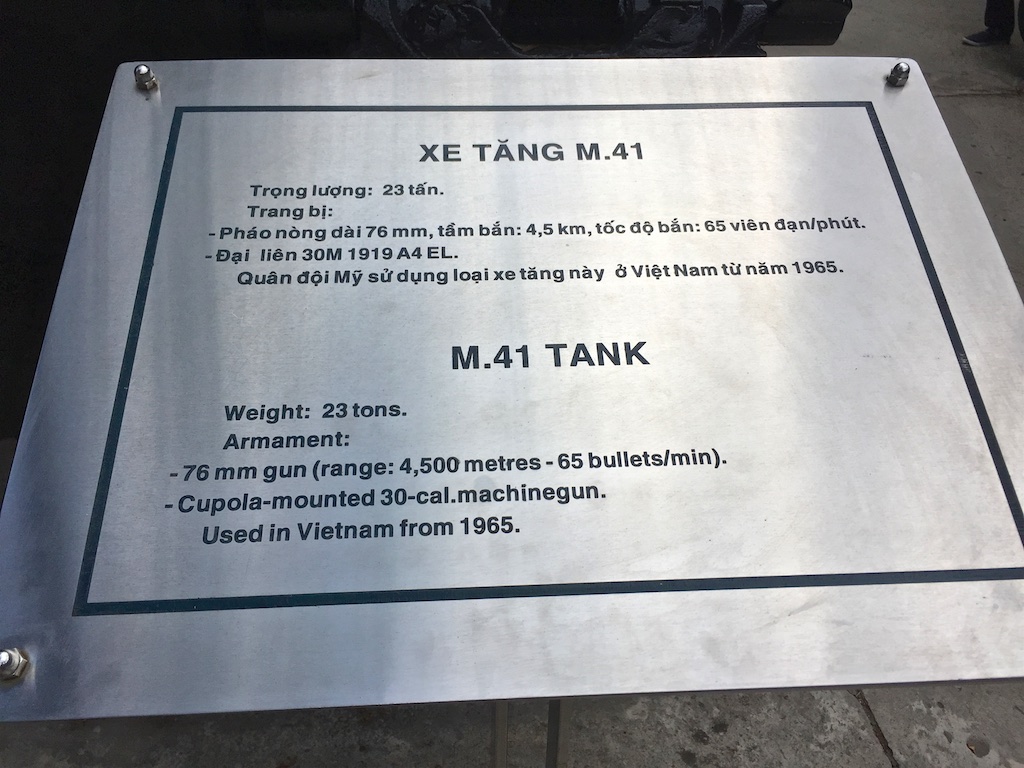 XE TĂNG M.41
Trọng lượng: 23 tấn.
Trang bị:
- Pháo nòng dài 76 mm, tầm bắn: 4,5 km, tốc độ bắn: 65 viên đạn/phút.
- Đại liên 30M 1919 A4 EL.
Quân đội Mỹ sử dụng loại xe tăng này ở Việt Nam từ năm 1965.
M.41 TANK
Weight: 23 tons.
Armament:
- 76 mm gun (range: 4,500 metres - 65 bullets/min).
- Cupola-mounted 30-cal.machinegun.
Used in Vietnam from 1965.